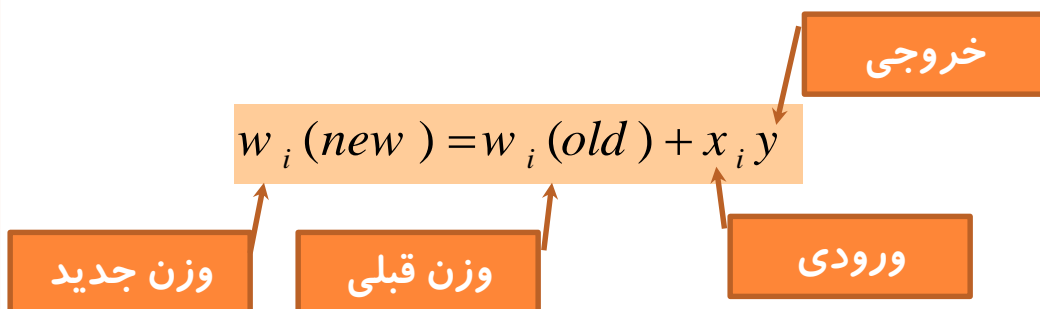 خروجی
w_i (new) = w_i (old) + x_i y
ورودی
وزن قبلی
وزن جدید